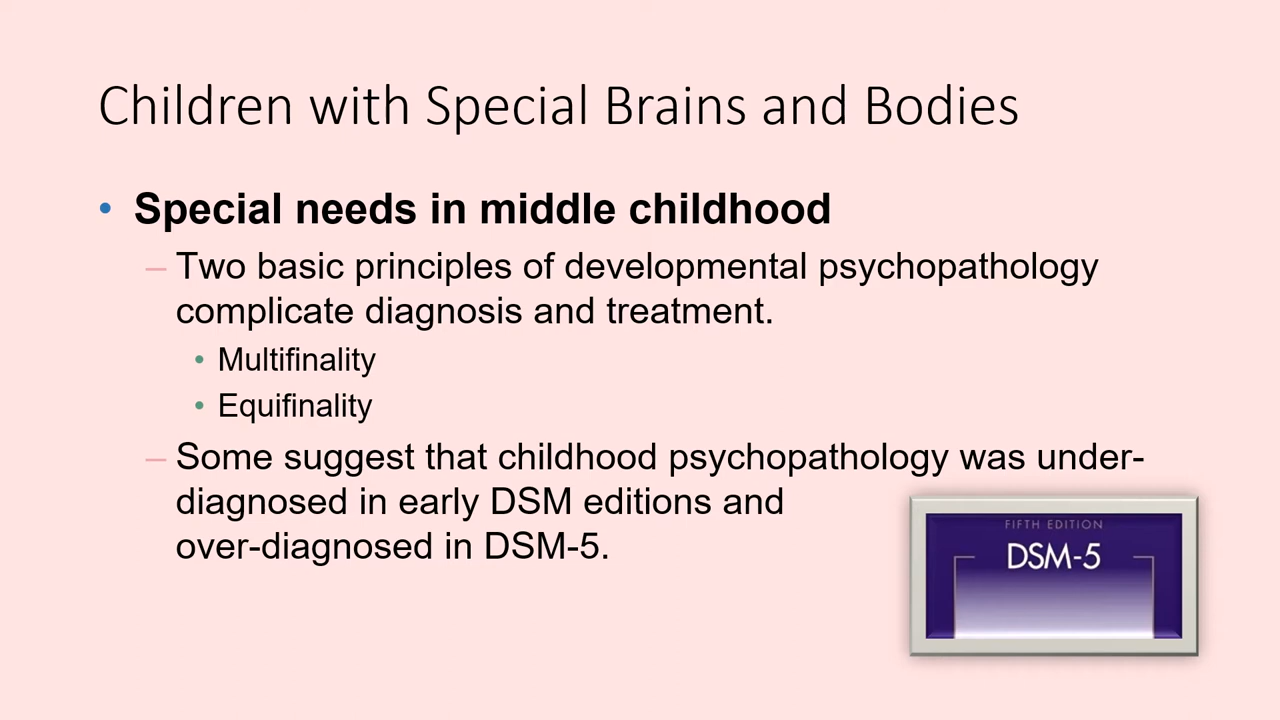 Children with Special Brains and Bodies
• Special needs in middle childhood
– Two basic principles of developmental psychopathology
complicate diagnosis and treatment.
• Multifinality
• Equifinality
– Some suggest that childhood psychopathology was under-
diagnosed in early DSM editions and
over-diagnosed in DSM-5.
FIFTH EDITION
DSM-5